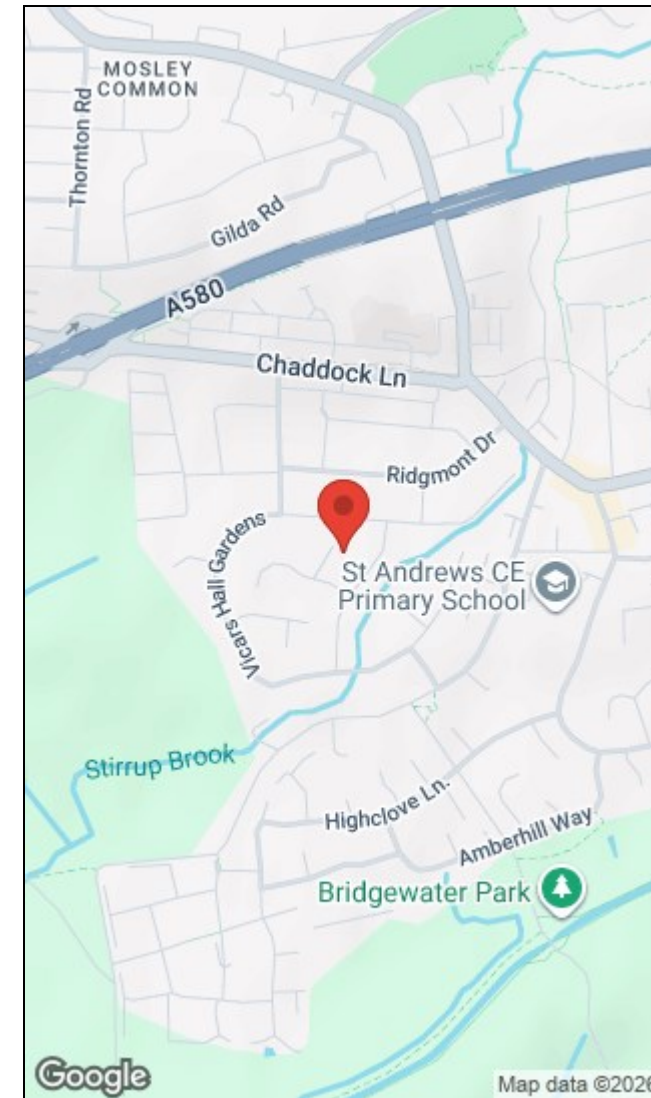 MOSLEY
COMMON
Thornton Rd
Gilda Rd
A580
Chaddock Ln
Ridgmont Dr
Vicars Hall Gardens
St Andrews CE
Primary School
Stirrup Brook
Highclove Ln.
Amberhill Way
Bridgewater Park
Google
Map data ©2026